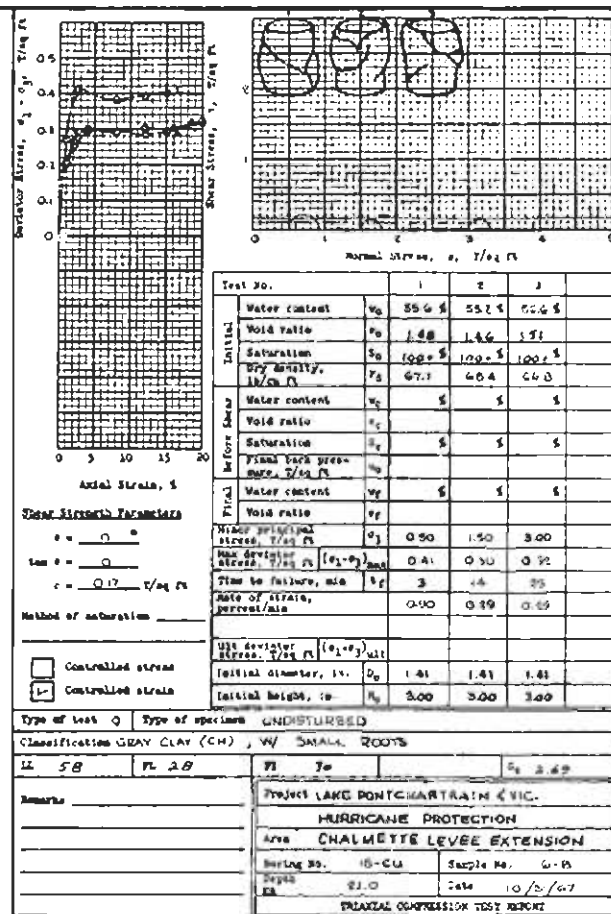 Deviator Stress, σ1 - σ3, T/sq ft
0.5
0.4
0.3
0.1
0.1
0
0 5 10 15 20
Axial Strain, %
Shear Stress, τ, T/sq ft
2
1
0
0 1 2 3 4 5
Normal Stress, σ, T/sq ft
Shear Strength Parameters
φ = 0 °
tan φ = 0
c = 0.17 T/sq ft
Method of saturation
Controlled stress
Controlled strain
Test No. 1 2 3
Initial
Water content w0 55.6 % 55.2 % %
Void ratio e0 1.48 1.46 1.51
Saturation S0 100+ % 100+ % 100+ %
Dry density, lb/cu ft γd 67.7 68.4 66.8
Before Shear
Water content wc % % %
Void ratio ec
Saturation Sc % % %
Final back pressure, T/sq ft u0
Final
Water content wf % % %
Void ratio ef
Minor principal stress, T/sq ft σ3 0.50 1.50 3.00
Max deviator stress, T/sq ft (σ1-σ3)max 0.41 0.30 0.32
Time to failure, min tf 3
Rate of strain, percent/min 0.90 0.89
Ult deviator stress, T/sq ft (σ1-σ3)ult
Initial diameter, in. D0 1.41 1.41 1.41
Initial height, in. H0 3.00 3.00 3.00
Type of test Q Type of specimen UNDISTURBED
Classification GRAY CLAY (CH), W/ SMALL ROOTS
LL 58 PL 28 PI 30 Gs 2.69
Remarks
Project LAKE PONTCHARTRAIN & VIC.
HURRICANE PROTECTION
Area CHALMETTE LEVEE EXTENSION
Boring No. Sample No.
Depth 21.0 Date 10/5/67
TRIAXIAL COMPRESSION TEST REPORT